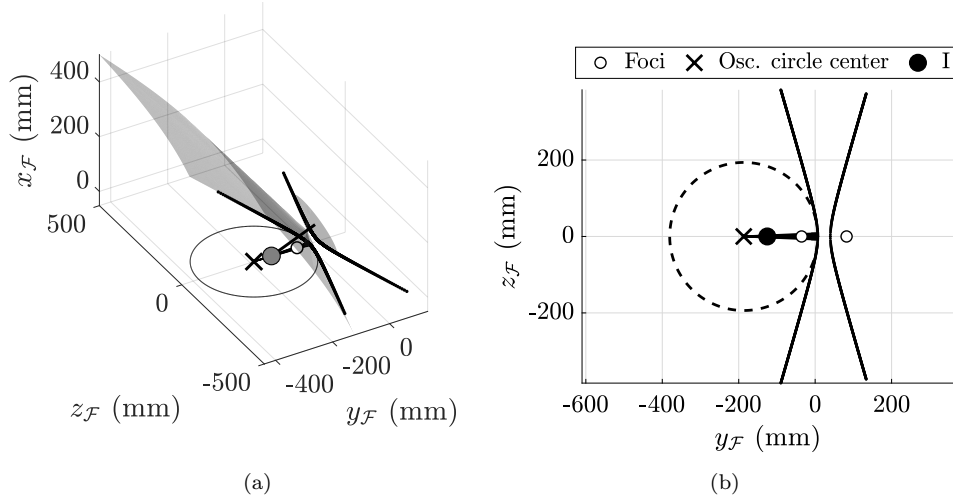 400
200
0
500
0
-500
-400
-200
0
x_F (mm)
z_F (mm)
y_F (mm)
(a)
Foci Osc. circle center I
200
0
-200
-600 -400 -200 0 200
z_F (mm)
y_F (mm)
(b)